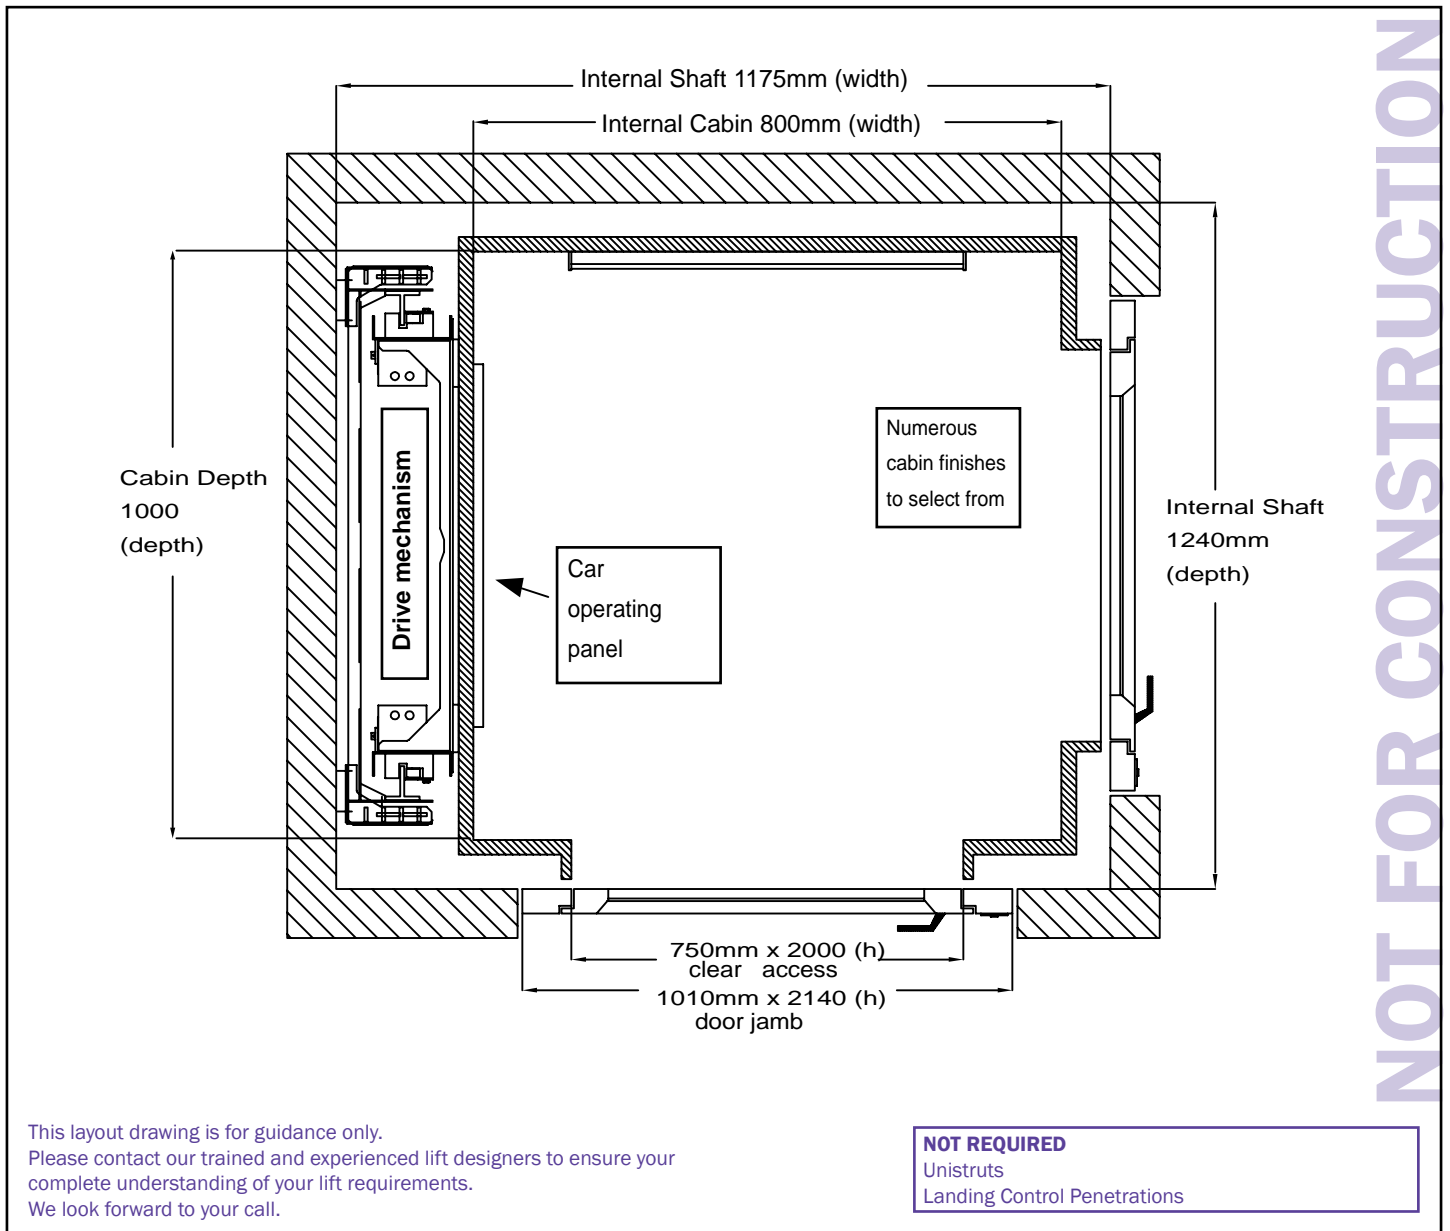 Internal Shaft 1175mm (width)
Internal Cabin 800mm (width)
NOT FOR CONSTRUCTION
Cabin Depth
1000
(depth)
Drive mechanism
Numerous
cabin finishes
to select from
Car
operating
panel
Internal Shaft
1240mm
(depth)
750mm x 2000 (h)
clear access
1010mm x 2140 (h)
door jamb
This layout drawing is for guidance only.
Please contact our trained and experienced lift designers to ensure your
complete understanding of your lift requirements.
We look forward to your call.
NOT REQUIRED
Unistruts
Landing Control Penetrations